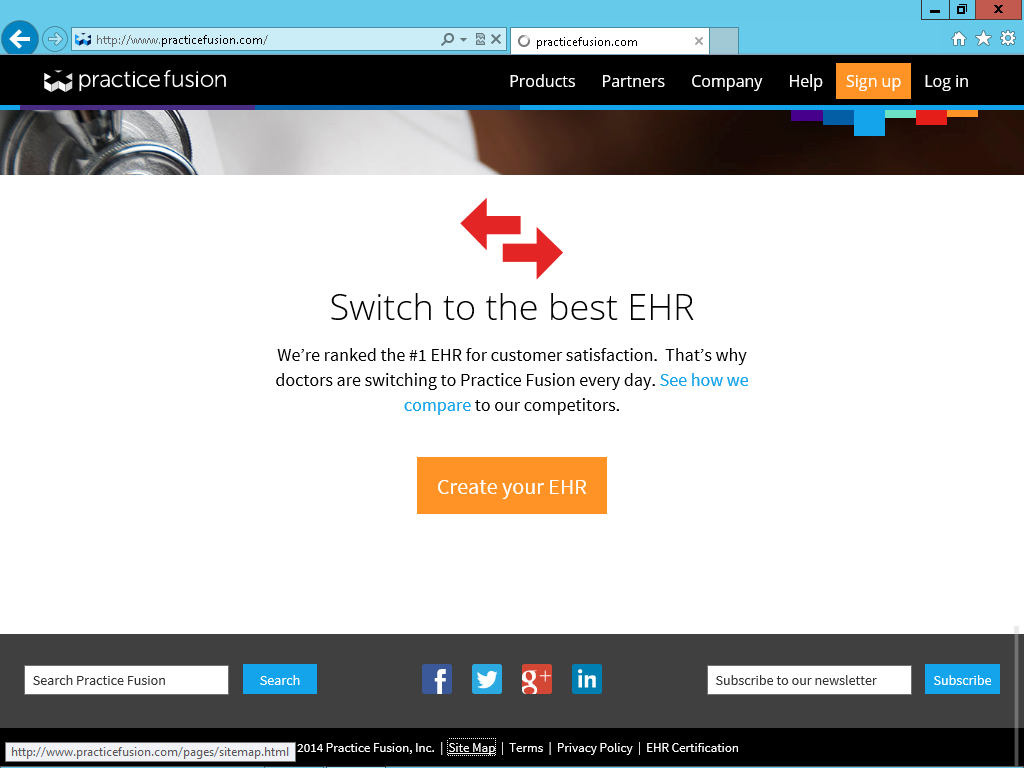 http://www.practicefusion.com/
practicefusion.com
practice fusion
Products Partners Company Help Sign up Log in
Switch to the best EHR
We’re ranked the #1 EHR for customer satisfaction. That’s why
doctors are switching to Practice Fusion every day. See how we
compare to our competitors.
Create your EHR
Search Practice Fusion Search
f g+ in
Subscribe to our newsletter Subscribe
http://www.practicefusion.com/pages/sitemap.html
2014 Practice Fusion, Inc. | Site Map | Terms | Privacy Policy | EHR Certification